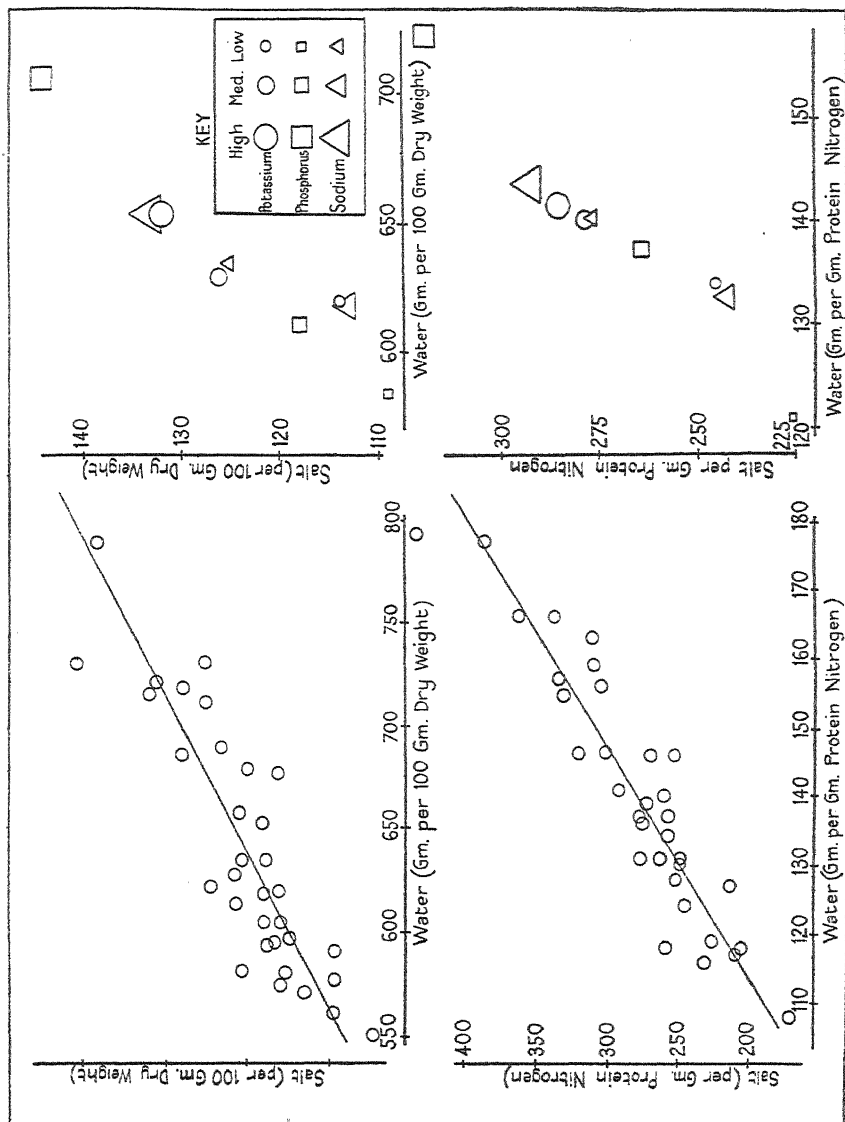 Salt (per 100 Gm. Dry Weight)
550
600
650
700
750
800
Water (Gm. per 100 Gm. Dry Weight)
Salt (per 100 Gm. Dry Weight)
140
130
120
110
KEY
High Med. Low
Potassium
Phosphorus
Sodium
600
650
700
Water (Gm. per 100 Gm. Dry Weight)
Salt (per Gm. Protein Nitrogen)
400
350
300
250
200
110
120
130
140
150
160
170
180
Water (Gm. per Gm. Protein Nitrogen)
Salt per Gm. Protein Nitrogen
300
275
250
225
120
130
140
150
Water (Gm. per Gm. Protein Nitrogen)